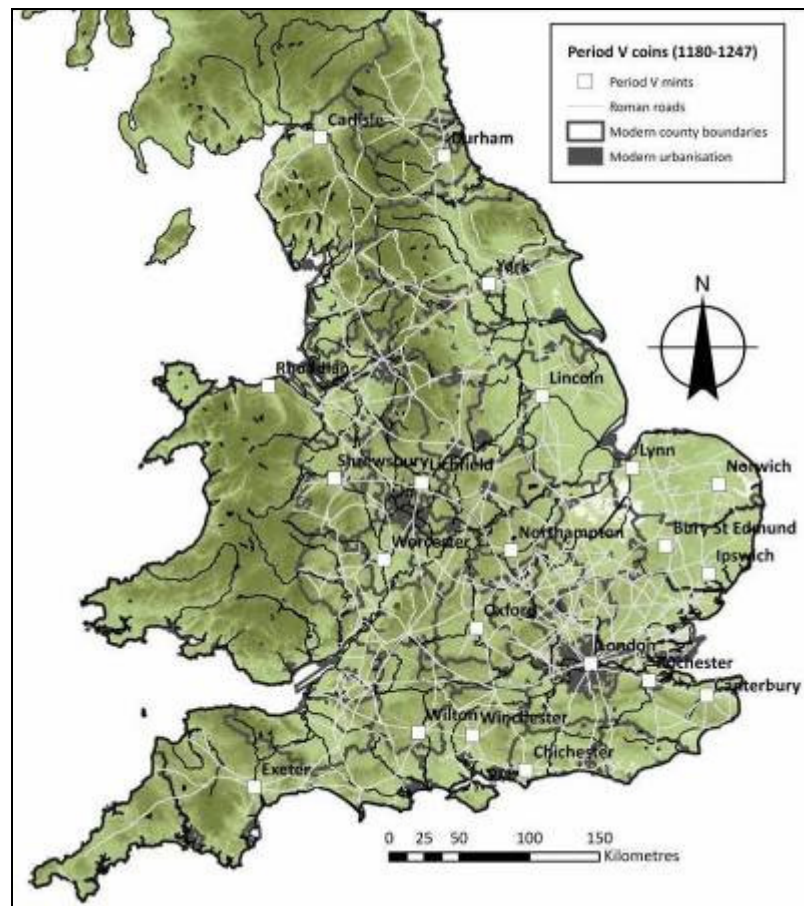 Period V coins (1180-1247)
Period V mints
Roman roads
Modern county boundaries
Modern urbanisation
Carlisle
Durham
York
N
Rhuddlan
Lincoln
Shrewsbury
Lichfield
Lynn
Norwich
Worcester
Northampton
Bury St Edmund
Ipswich
Oxford
London
Rochester
Canterbury
Wilton
Winchester
Chichester
Exeter
0 25 50 100 150
Kilometres